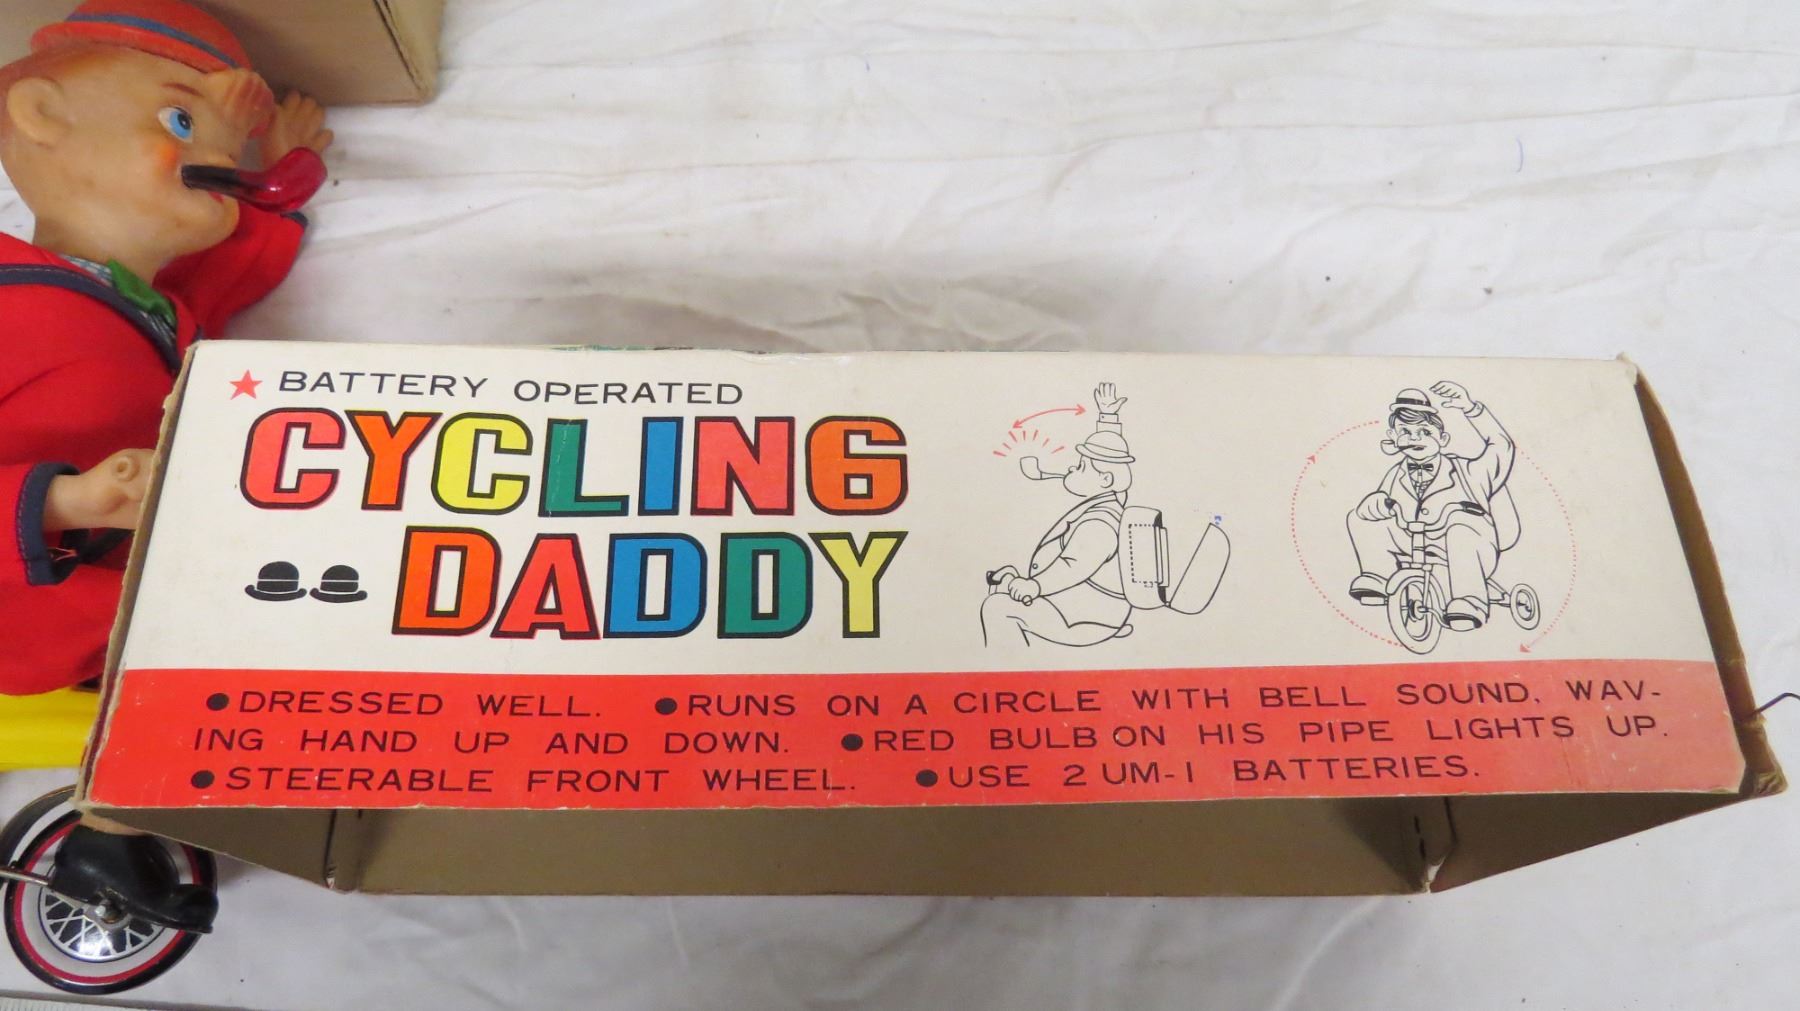 ★ BATTERY OPERATED
CYCLING
DADDY
●DRESSED WELL. ●RUNS ON A CIRCLE WITH BELL SOUND, WAV-
ING HAND UP AND DOWN. ●RED BULB ON HIS PIPE LIGHTS UP.
●STEERABLE FRONT WHEEL. ●USE 2 UM-1 BATTERIES.